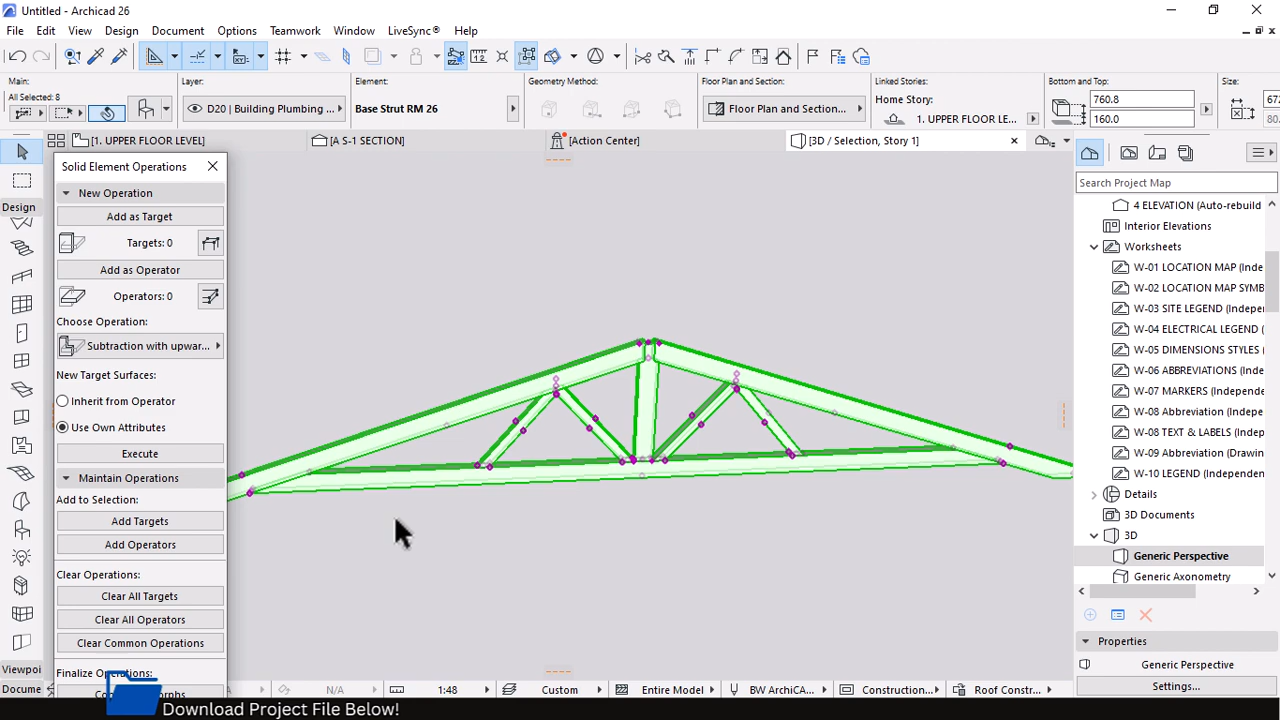 Untitled - Archicad 26
File Edit View Design Document Options Teamwork Window LiveSync® Help
Main: Layer: Element: Geometry Method: Floor Plan and Section: Linked Stories: Bottom and Top: Size:
All Selected: 8
D20 | Building Plumbing ...
Base Strut RM 26
Floor Plan and Section...
Home Story:
1. UPPER FLOOR LE...
760.8
160.0
[1. UPPER FLOOR LEVEL] [A S-1 SECTION] [Action Center] [3D / Selection, Story 1]
Solid Element Operations
New Operation
Add as Target
Targets: 0
Add as Operator
Operators: 0
Choose Operation:
Subtraction with upwar...
New Target Surfaces:
Inherit from Operator
Use Own Attributes
Execute
Maintain Operations
Add to Selection:
Add Targets
Add Operators
Clear Operations:
Clear All Targets
Clear All Operators
Clear Common Operations
Finalize Operations:
Design
Viewpoi
Docume
Search Project Map
4 ELEVATION (Auto-rebuild
Interior Elevations
Worksheets
W-01 LOCATION MAP (Inde
W-02 LOCATION MAP SYMB
W-03 SITE LEGEND (Indepen
W-04 ELECTRICAL LEGEND (
W-05 DIMENSIONS STYLES (
W-06 ABBREVIATIONS (Inde
W-07 MARKERS (Independen
W-08 Abbreviation (Indepen
W-08 TEXT & LABELS (Indep
W-09 Abbreviation (Drawin
W-10 LEGEND (Independent
Details
3D Documents
3D
Generic Perspective
Generic Axonometry
Properties
Generic Perspective
Settings...
N/A 1:48 Custom Entire Model BW ArchiCA... Construction... Roof Constr...
Download Project File Below!